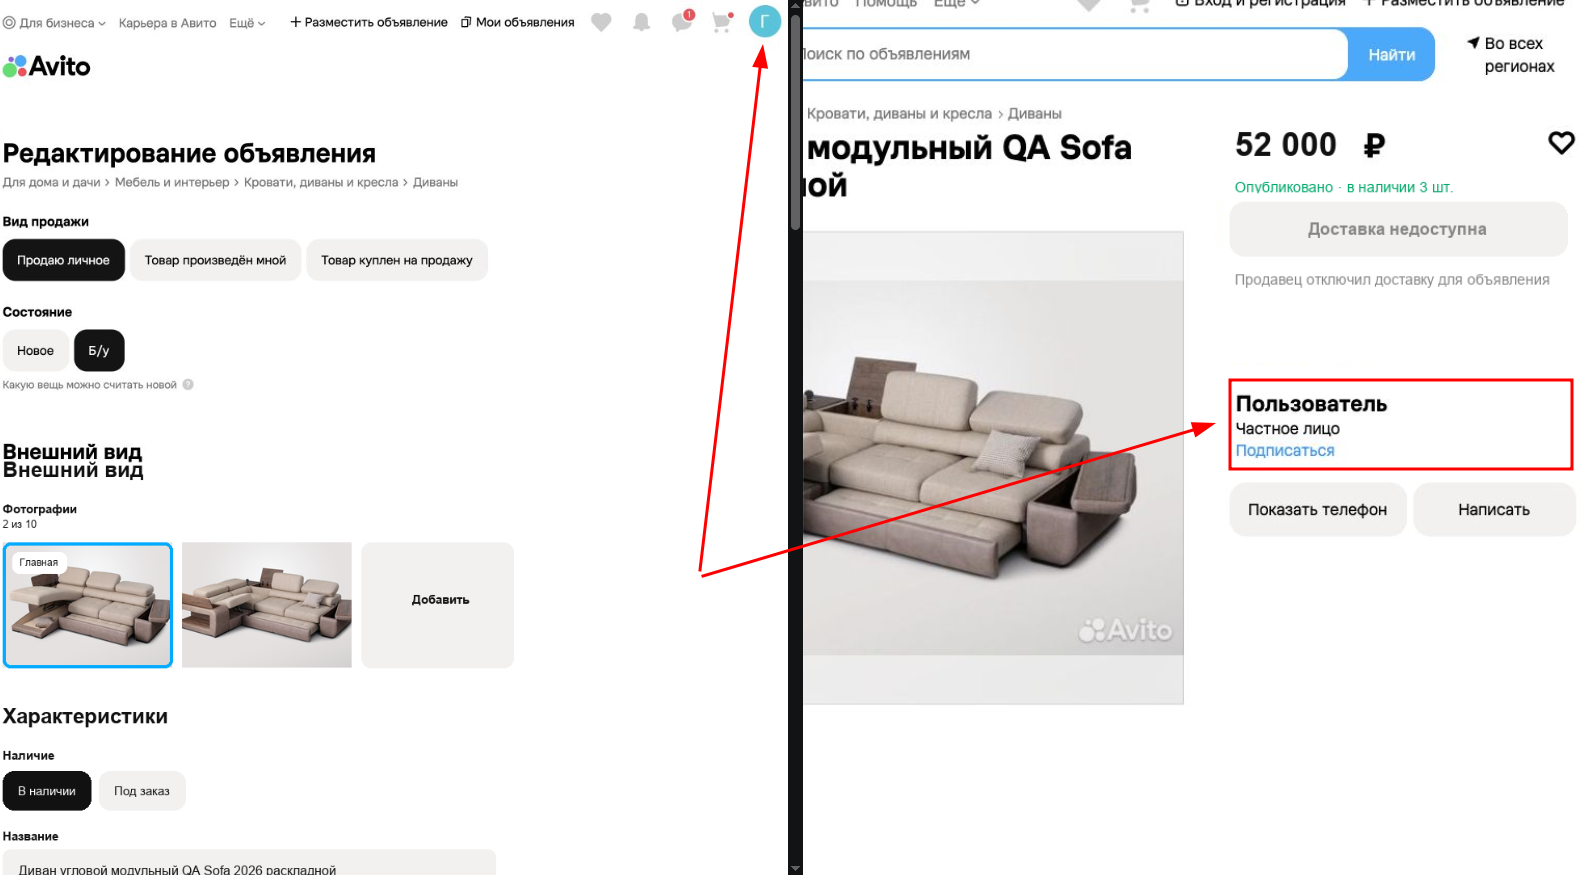 Для бизнеса
Карьера в Авито
Ещё
Разместить объявление
Мои объявления
1
Г
Avito
Редактирование объявления
Для дома и дачи › Мебель и интерьер › Кровати, диваны и кресла › Диваны
Вид продажи
Продаю личное
Товар произведён мной
Товар куплен на продажу
Состояние
Новое
Б/у
Какую вещь можно считать новой
?
Внешний вид
Внешний вид
Фотографии
2 из 10
Главная
Добавить
Характеристики
Наличие
В наличии
Под заказ
Название
Диван угловой модульный QA Sofa 2026 раскладной
Помощь
Ещё
Вход и регистрация
Разместить объявление
Поиск по объявлениям
Найти
Во всех
регионах
Кровати, диваны и кресла › Диваны
модульный QA Sofa
ной
52 000 ₽
Опубликовано · в наличии 3 шт.
Доставка недоступна
Продавец отключил доставку для объявления
Пользователь
Частное лицо
Подписаться
Показать телефон
Написать
Avito